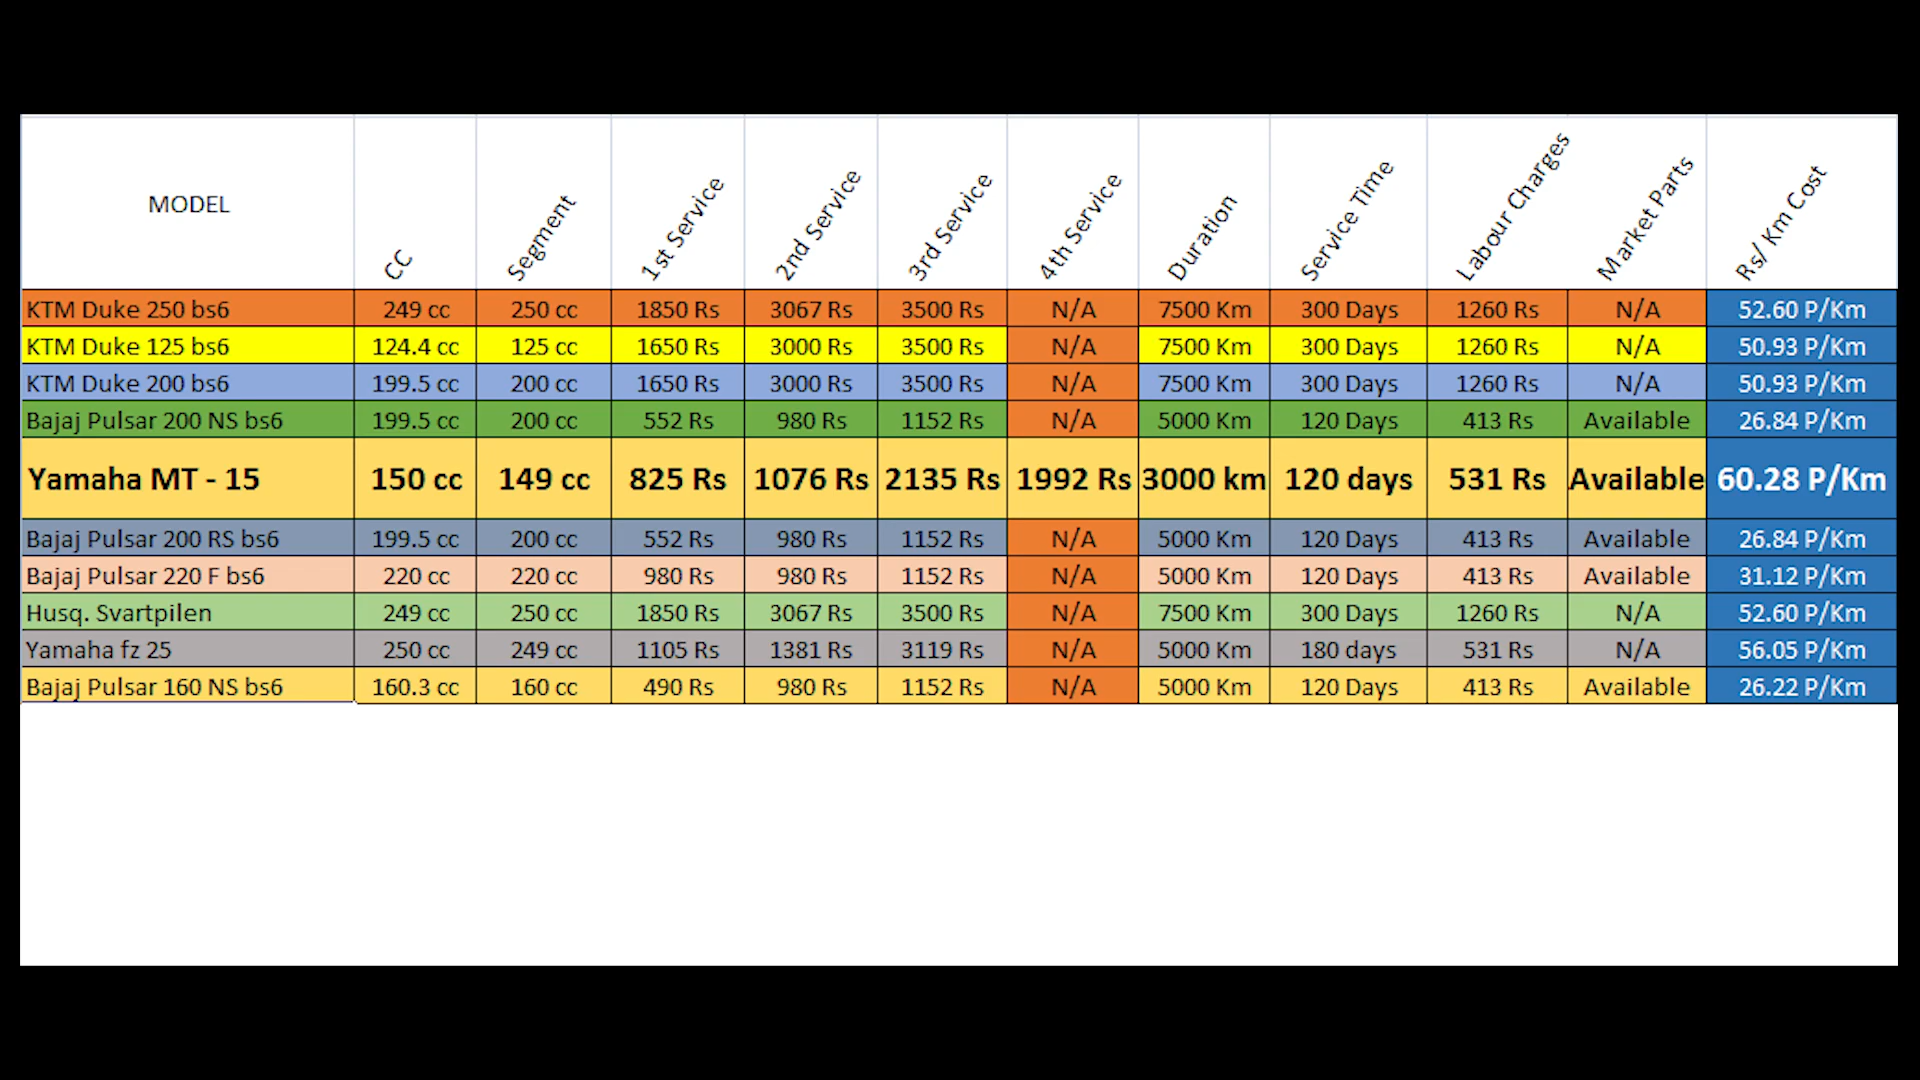 MODEL CC Segment 1st Service 2nd Service 3rd Service 4th Service Duration Service Time Labour Charges Market Parts Rs/ Km Cost
KTM Duke 250 bs6 249 cc 250 cc 1850 Rs 3067 Rs 3500 Rs N/A 7500 Km 300 Days 1260 Rs N/A 52.60 P/Km
KTM Duke 125 bs6 124.4 cc 125 cc 1650 Rs 3000 Rs 3500 Rs N/A 7500 Km 300 Days 1260 Rs N/A 50.93 P/Km
KTM Duke 200 bs6 199.5 cc 200 cc 1650 Rs 3000 Rs 3500 Rs N/A 7500 Km 300 Days 1260 Rs N/A 50.93 P/Km
Bajaj Pulsar 200 NS bs6 199.5 cc 200 cc 552 Rs 980 Rs 1152 Rs N/A 5000 Km 120 Days 413 Rs Available 26.84 P/Km
Yamaha MT - 15 150 cc 149 cc 825 Rs 1076 Rs 2135 Rs 1992 Rs 3000 km 120 days 531 Rs Available 60.28 P/Km
Bajaj Pulsar 200 RS bs6 199.5 cc 200 cc 552 Rs 980 Rs 1152 Rs N/A 5000 Km 120 Days 413 Rs Available 26.84 P/Km
Bajaj Pulsar 220 F bs6 220 cc 220 cc 980 Rs 980 Rs 1152 Rs N/A 5000 Km 120 Days 413 Rs Available 31.12 P/Km
Husq. Svartpilen 249 cc 250 cc 1850 Rs 3067 Rs 3500 Rs N/A 7500 Km 300 Days 1260 Rs N/A 52.60 P/Km
Yamaha fz 25 250 cc 249 cc 1105 Rs 1381 Rs 3119 Rs N/A 5000 Km 180 days 531 Rs N/A 56.05 P/Km
Bajaj Pulsar 160 NS bs6 160.3 cc 160 cc 490 Rs 980 Rs 1152 Rs N/A 5000 Km 120 Days 413 Rs Available 26.22 P/Km